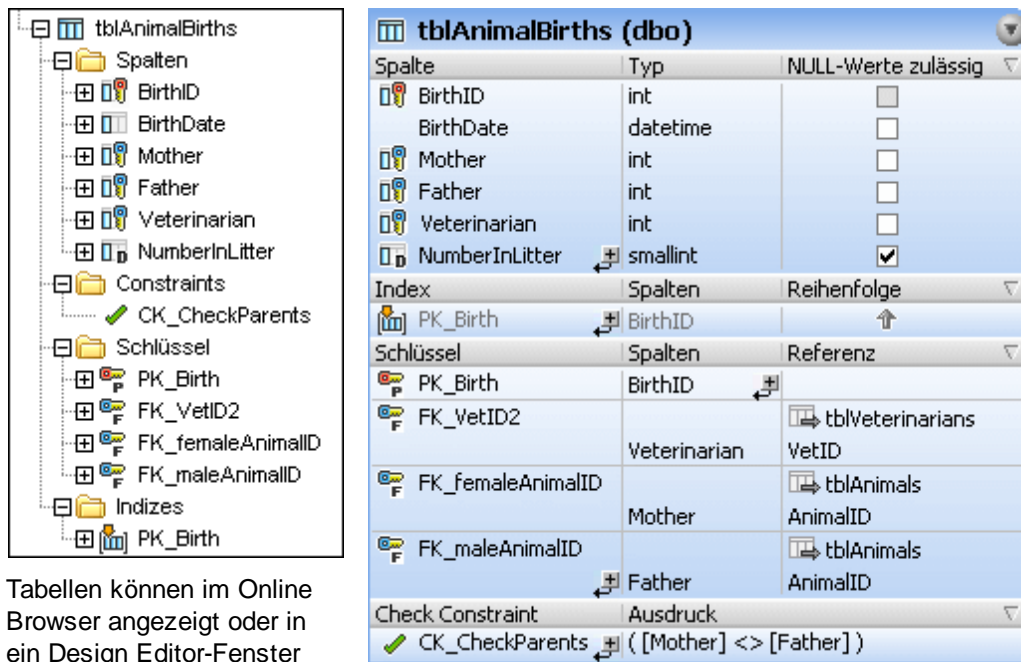 tblAnimalBirths
Spalten
BirthID
BirthDate
Mother
Father
Veterinarian
NumberInLitter
Constraints
CK_CheckParents
Schlüssel
PK_Birth
FK_VetID2
FK_femaleAnimalID
FK_maleAnimalID
Indizes
PK_Birth
Tabellen können im Online
Browser angezeigt oder in
ein Design Editor-Fenster
tblAnimalBirths (dbo)
Spalte Typ NULL-Werte zulässig
BirthID int
BirthDate datetime
Mother int
Father int
Veterinarian int
NumberInLitter smallint
Index Spalten Reihenfolge
PK_Birth BirthID
Schlüssel Spalten Referenz
PK_Birth BirthID
FK_VetID2 tblVeterinarians
Veterinarian VetID
FK_femaleAnimalID tblAnimals
Mother AnimalID
FK_maleAnimalID tblAnimals
Father AnimalID
Check Constraint Ausdruck
CK_CheckParents ( [Mother] <> [Father] )